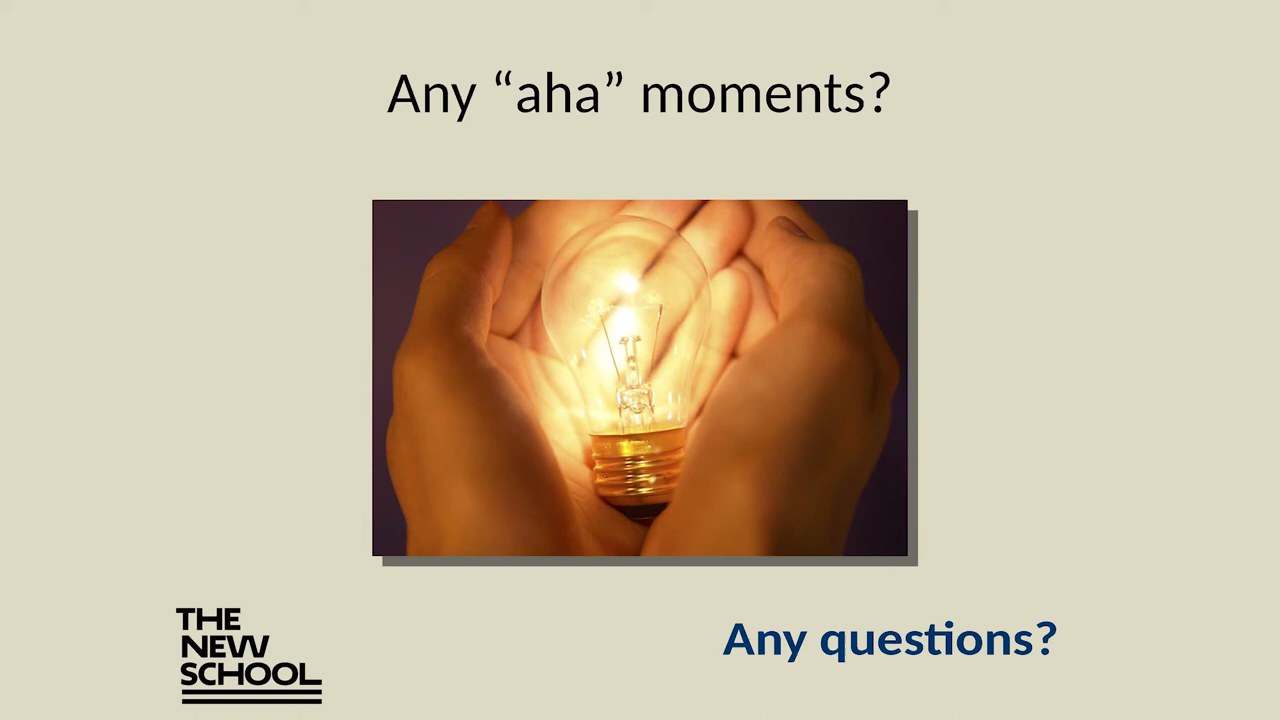 Any “aha” moments?
THE
NEW
SCHOOL
Any questions?